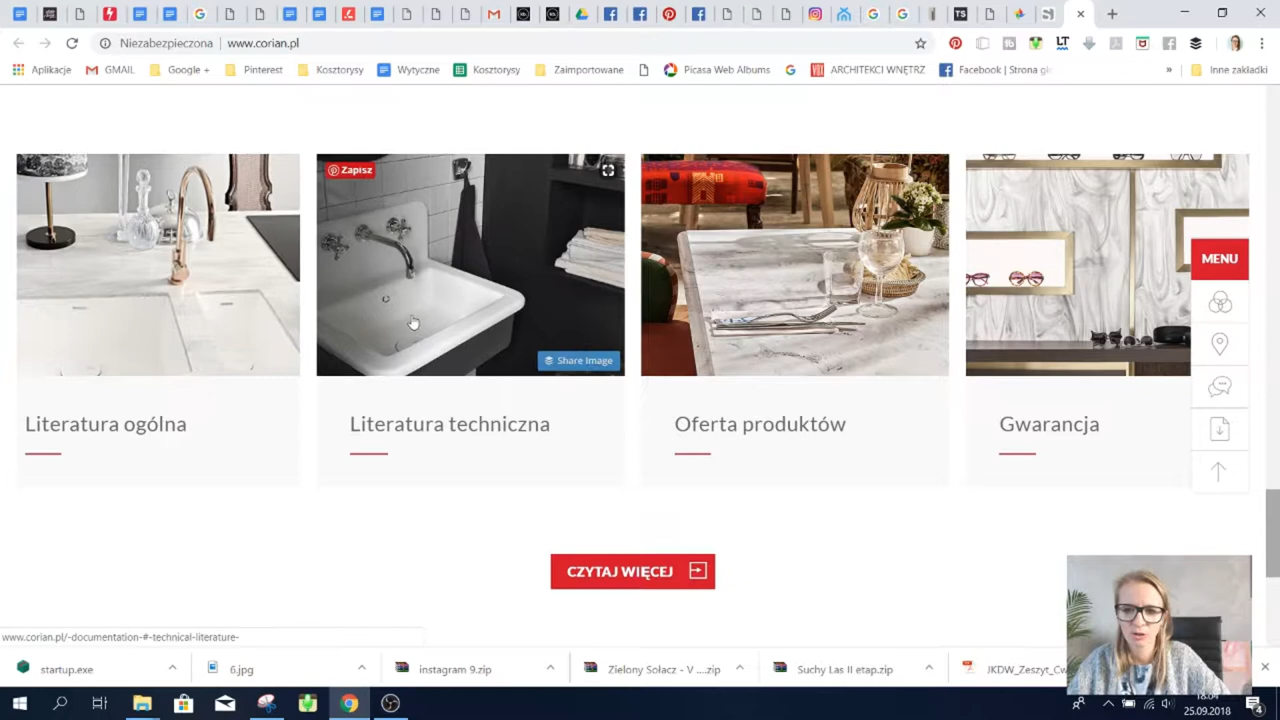 Niezabezpieczona
www.corian.pl
Aplikacje
GMAIL
Google +
Pinterest
Kosztorysy
Wytyczne
Kosztorysy
Zaimportowane
Picasa Web Albums
ARCHITEKCI WNĘTRZ
Facebook | Strona gł
»
Inne zakładki
Zapisz
Share Image
MENU
Literatura ogólna
Literatura techniczna
Oferta produktów
Gwarancja
CZYTAJ WIĘCEJ
www.corian.pl/-documentation-#-technical-literature-
startup.exe
6.jpg
instagram 9.zip
Zielony Sołacz - V ....zip
Suchy Las II etap.zip
JKDW_Zeszyt_Cw
18:04
25.09.2018
4